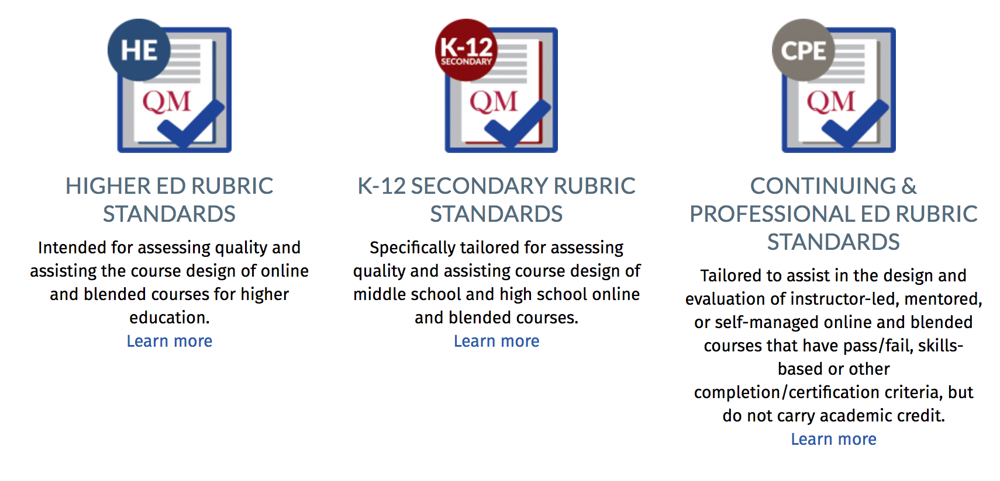 HE
QM
HIGHER ED RUBRIC
STANDARDS
Intended for assessing quality and
assisting the course design of online
and blended courses for higher
education.
Learn more
K-12
SECONDARY
QM
K-12 SECONDARY RUBRIC
STANDARDS
Specifically tailored for assessing
quality and assisting course design of
middle school and high school online
and blended courses.
Learn more
CPE
QM
CONTINUING &
PROFESSIONAL ED RUBRIC
STANDARDS
Tailored to assist in the design and
evaluation of instructor-led, mentored,
or self-managed online and blended
courses that have pass/fail, skills-
based or other
completion/certification criteria, but
do not carry academic credit.
Learn more